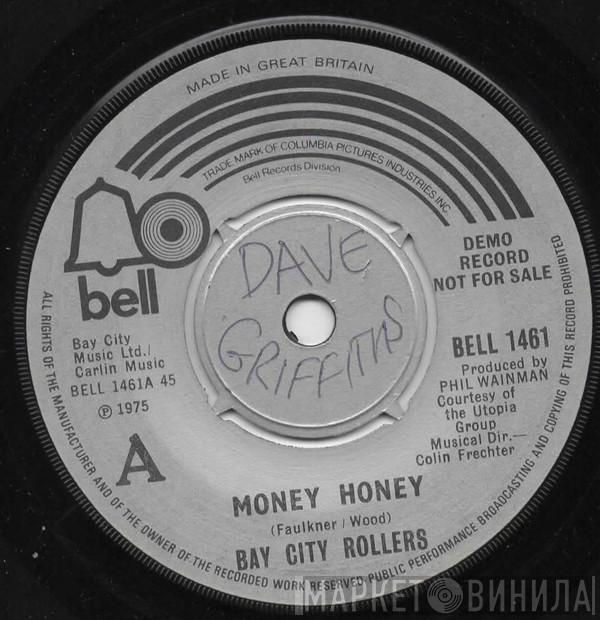 MADE IN GREAT BRITAIN
TRADE MARK OF COLUMBIA PICTURES INDUSTRIES INC.
Bell Records Division
bell
DAVE
GRIFFITHS
DEMO
RECORD
NOT FOR SALE
Bay City
Music Ltd./
Carlin Music
BELL 1461A 45
℗ 1975
A
BELL 1461
Produced by
PHIL WAINMAN
Courtesy of
the Utopia
Group
Musical Dir.—
Colin Frechter
MONEY HONEY
(Faulkner / Wood)
BAY CITY ROLLERS
ALL RIGHTS OF THE MANUFACTURER AND OF THE OWNER OF THE RECORDED WORK RESERVED. PUBLIC PERFORMANCE BROADCASTING AND COPYING OF THIS RECORD PROHIBITED
МАРКЕТ ВИНИЛА